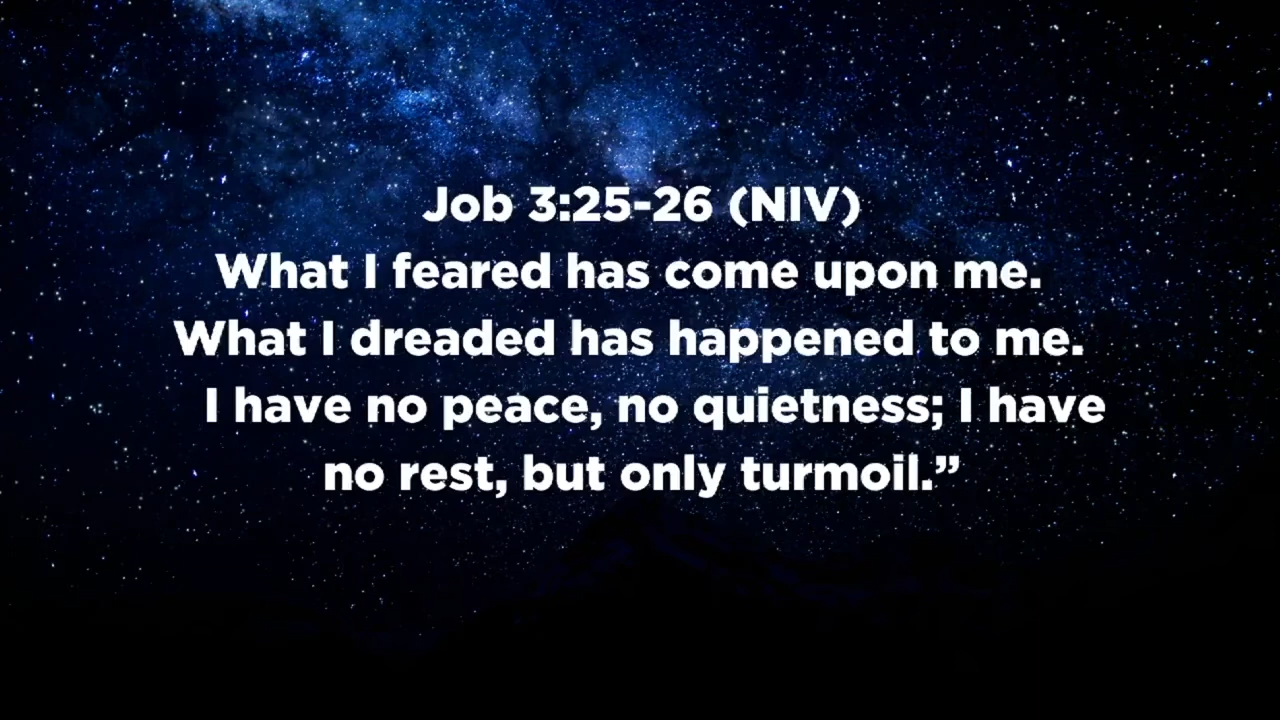 Job 3:25-26 (NIV)
What I feared has come upon me.
What I dreaded has happened to me.
I have no peace, no quietness; I have
no rest, but only turmoil.”